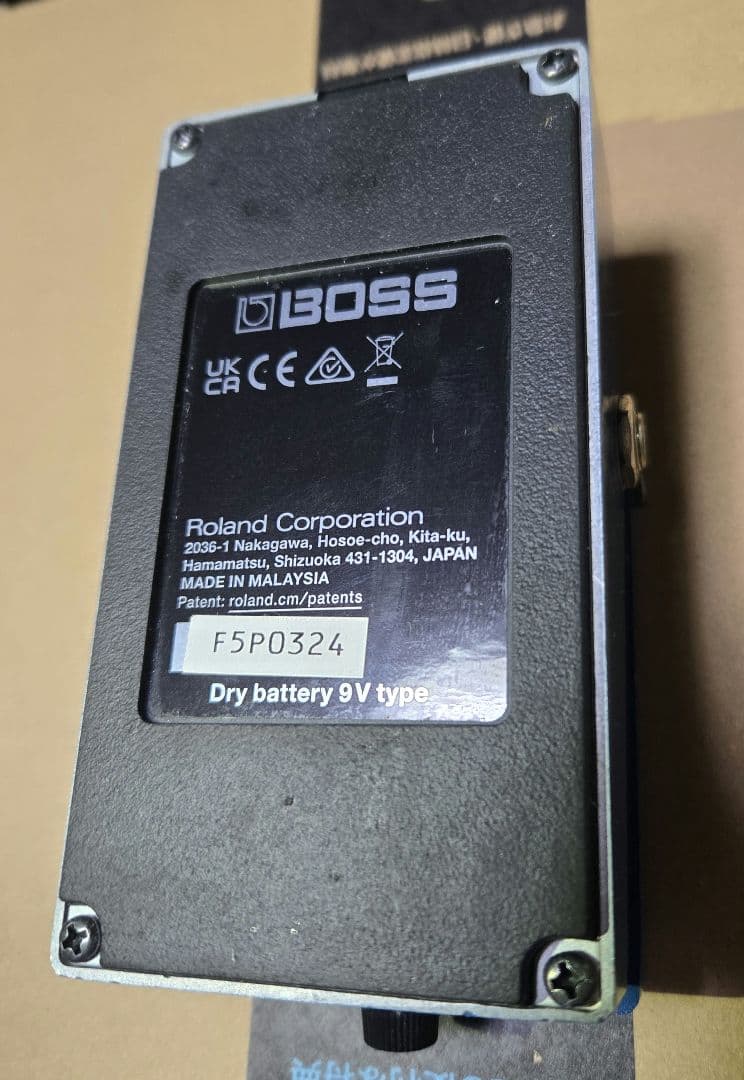 BOSS
UK
CA CE
Roland Corporation
2036-1 Nakagawa, Hosoe-cho, Kita-ku,
Hamamatsu, Shizuoka 431-1304, JAPAN
MADE IN MALAYSIA
Patent: roland.cm/patents
F5P0324
Dry battery 9V type